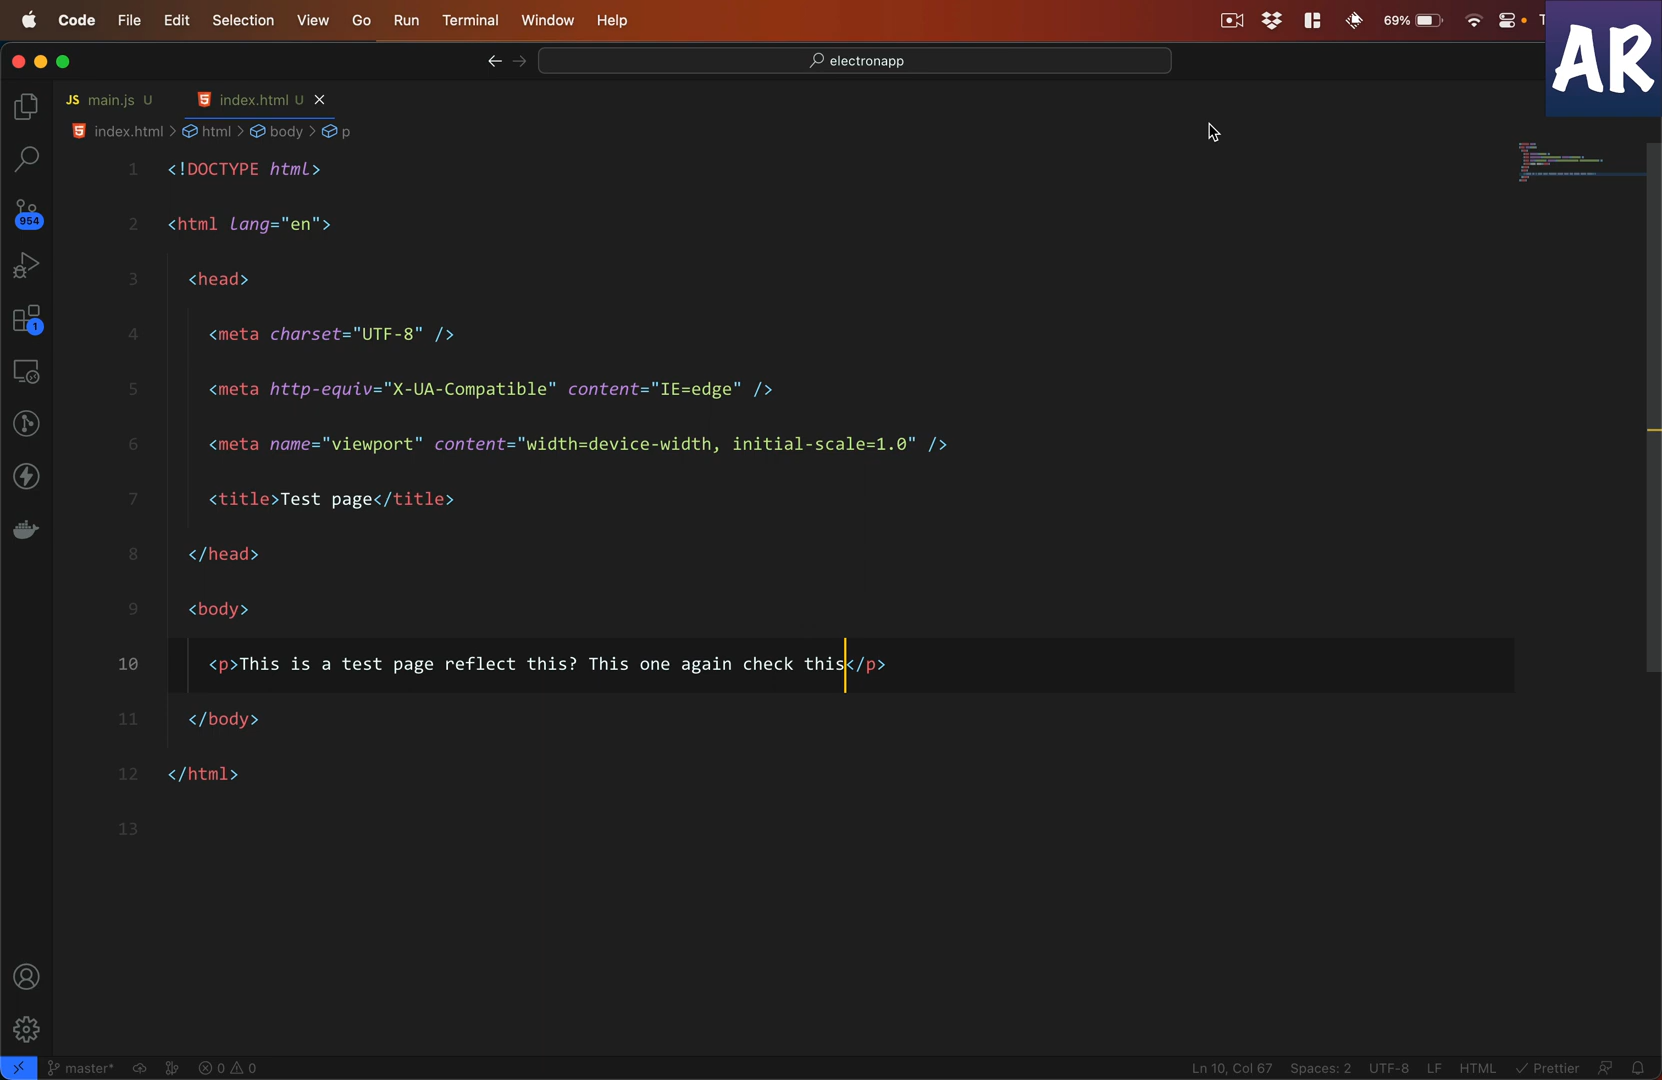 Code File Edit Selection View Go Run Terminal Window Help 69%
AR
electronapp
JS main.js U index.html U
index.html > html > body > p
1 <!DOCTYPE html>
2 <html lang="en">
3 <head>
4 <meta charset="UTF-8" />
5 <meta http-equiv="X-UA-Compatible" content="IE=edge" />
6 <meta name="viewport" content="width=device-width, initial-scale=1.0" />
7 <title>Test page</title>
8 </head>
9 <body>
10 <p>This is a test page reflect this? This one again check this</p>
11 </body>
12 </html>
13
954
1
master* 0 0 Ln 10, Col 67 Spaces: 2 UTF-8 LF HTML Prettier